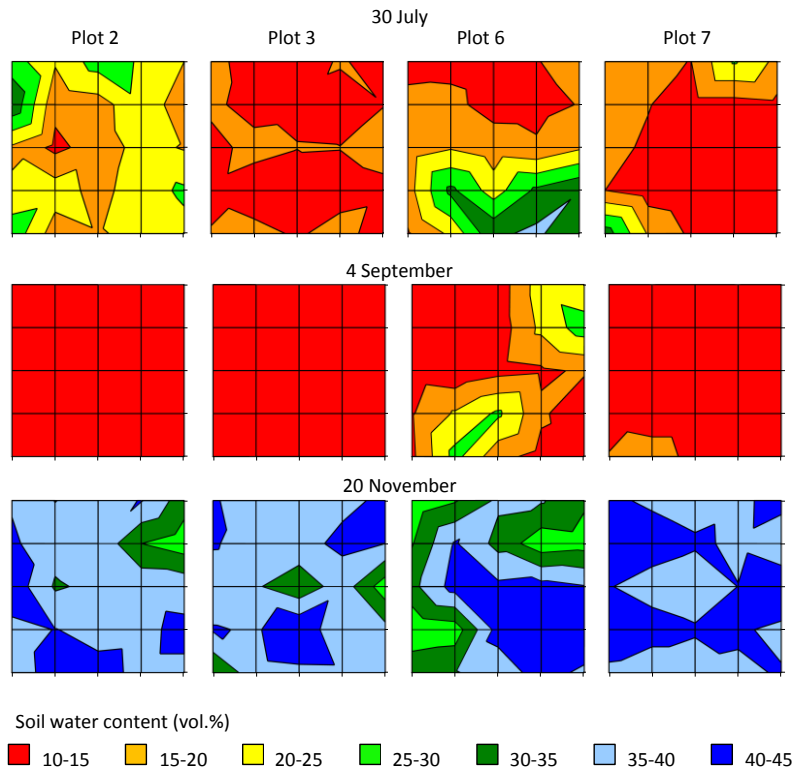 30 July
Plot 2 Plot 3 Plot 6 Plot 7
4 September
20 November
Soil water content (vol.%)
10-15 15-20 20-25 25-30 30-35 35-40 40-45